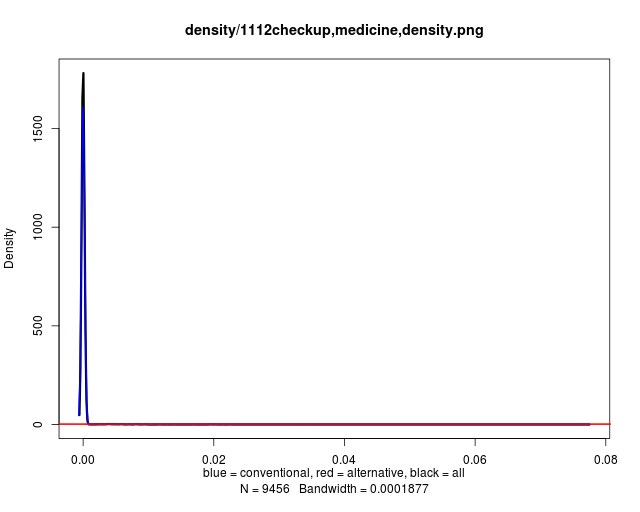 density/1112checkup,medicine,density.png
Density
1500
1000
500
0
0.00 0.02 0.04 0.06 0.08
blue = conventional, red = alternative, black = all
N = 9456 Bandwidth = 0.0001877